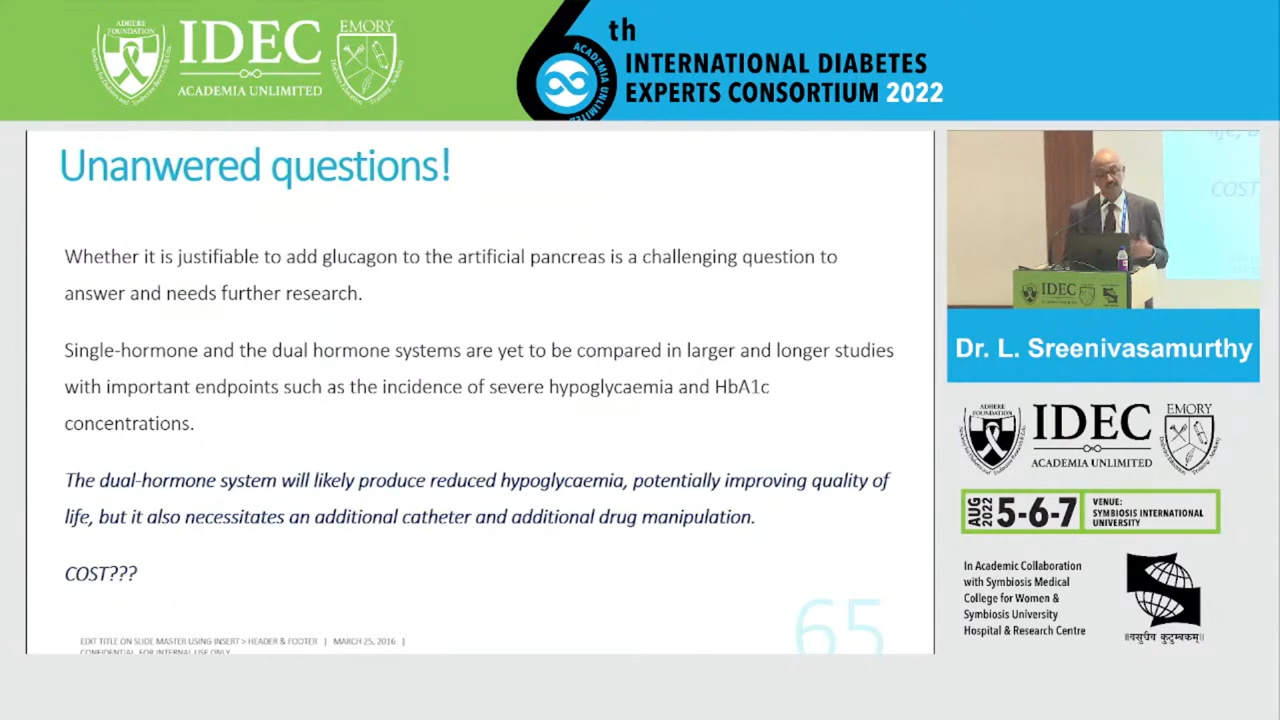 ADHERE
FOUNDATION
IDEC
ACADEMIA UNLIMITED
EMORY
6th
INTERNATIONAL DIABETES
EXPERTS CONSORTIUM 2022
Unanwered questions!
Whether it is justifiable to add glucagon to the artificial pancreas is a challenging question to
answer and needs further research.
Single-hormone and the dual hormone systems are yet to be compared in larger and longer studies
with important endpoints such as the incidence of severe hypoglycaemia and HbA1c
concentrations.
The dual-hormone system will likely produce reduced hypoglycaemia, potentially improving quality of
life, but it also necessitates an additional catheter and additional drug manipulation.
COST???
EDIT TITLE ON SLIDE MASTER USING INSERT > HEADER & FOOTER | MARCH 25, 2016 |
CONFIDENTIAL FOR INTERNAL USE ONLY
65
COST
IDEC
Dr. L. Sreenivasamurthy
ADHERE
FOUNDATION
IDEC
ACADEMIA UNLIMITED
EMORY
AUG
2022
5-6-7
VENUE:
SYMBIOSIS INTERNATIONAL
UNIVERSITY
In Academic Collaboration
with Symbiosis Medical
College for Women &
Symbiosis University
Hospital & Research Centre
॥वसुधैव कुटुम्बकम्॥